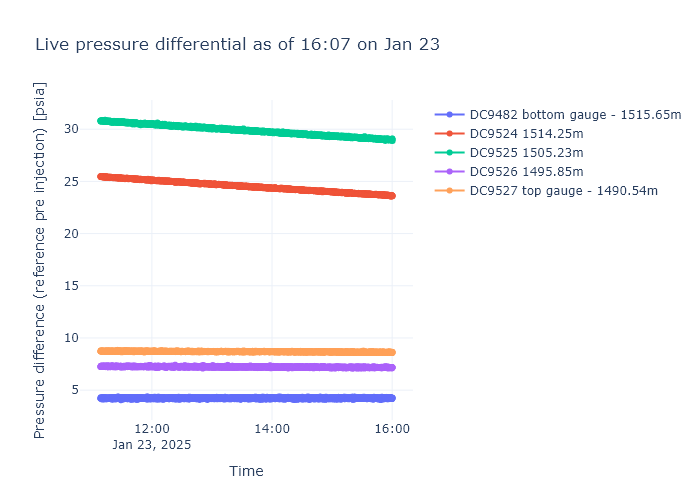 Live pressure differential as of 16:07 on Jan 23
Pressure difference (reference pre injection) [psia]
30
25
20
15
10
5
12:00
Jan 23, 2025
14:00
16:00
Time
DC9482 bottom gauge - 1515.65m
DC9524 1514.25m
DC9525 1505.23m
DC9526 1495.85m
DC9527 top gauge - 1490.54m